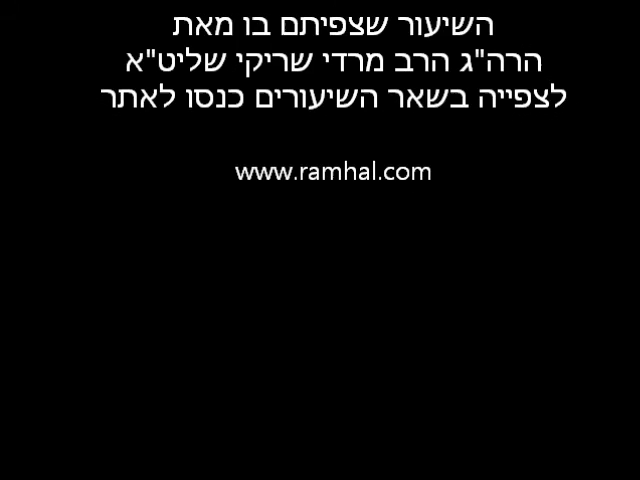 השיעור שצפיתם בו מאת
הרה"ג הרב מרדי שריקי שליט"א
לצפייה בשאר השיעורים כנסו לאתר
www.ramhal.com